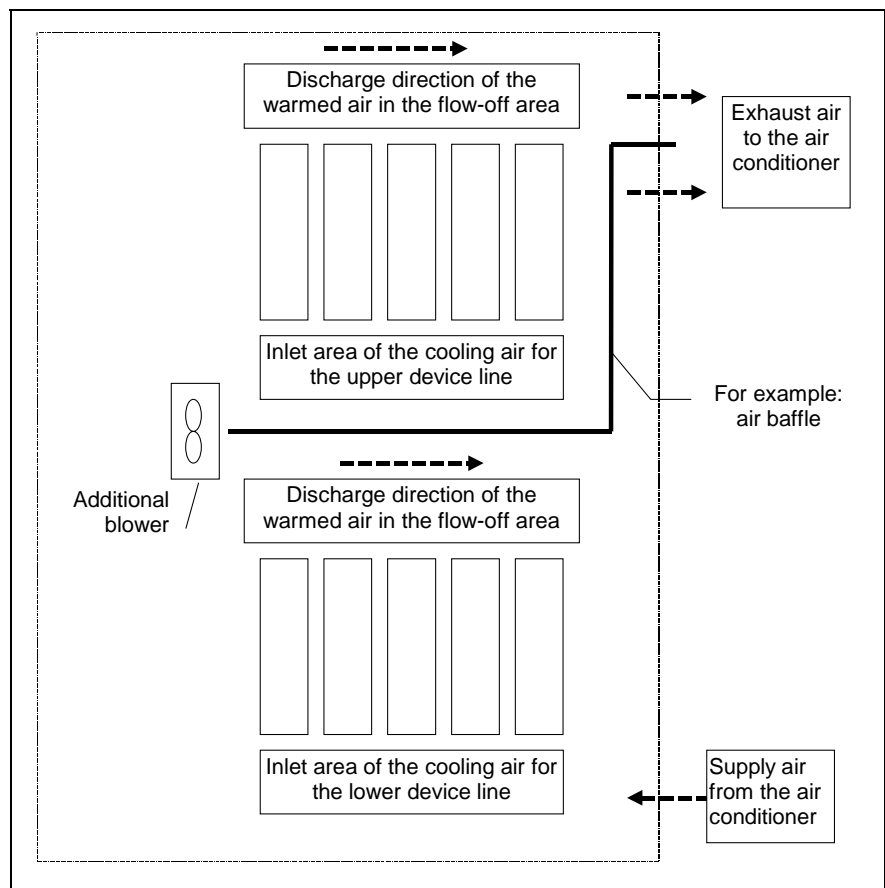 Discharge direction of the
warmed air in the flow-off area
Exhaust air
to the air
conditioner
Inlet area of the cooling air for
the upper device line
For example:
air baffle
Additional
blower
Discharge direction of the
warmed air in the flow-off area
Inlet area of the cooling air for
the lower device line
Supply air
from the air
conditioner